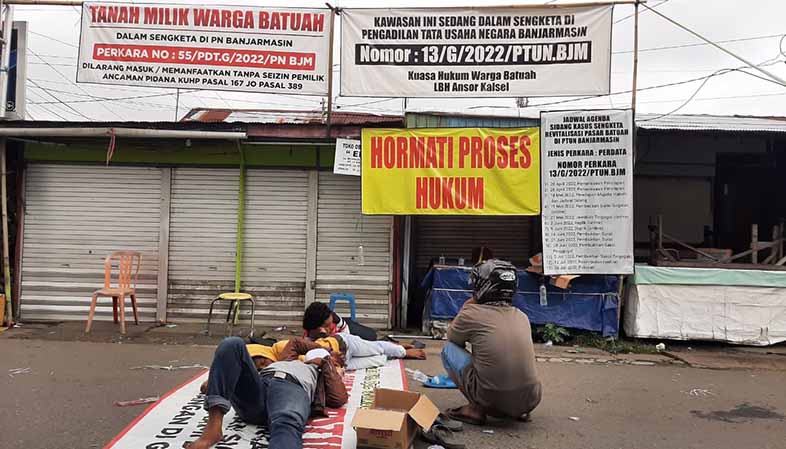 TANAH MILIK WARGA BATUAH
DALAM SENGKETA DI PN BANJARMASIN
PERKARA NO : 55/PDT.G/2022/PN BJM
DILARANG MASUK / MEMANFAATKAN TANPA SEIZIN PEMILIK
ANCAMAN PIDANA KUHP PASAL 167 JO PASAL 389
KAWASAN INI SEDANG DALAM SENGKETA DI
PENGADILAN TATA USAHA NEGARA BANJARMASIN
Nomor : 13/G/2022/PTUN.BJM
Kuasa Hukum Warga Batuah
LBH Ansor Kalsel
HORMATI PROSES
HUKUM
JADWAL AGENDA
SIDANG KASUS SENGKETA
REVITALISASI PASAR BATUAH
DI PTUN BANJARMASIN
JENIS PERKARA : PERDATA
NOMOR PERKARA
13/G/2022/PTUN.BJM